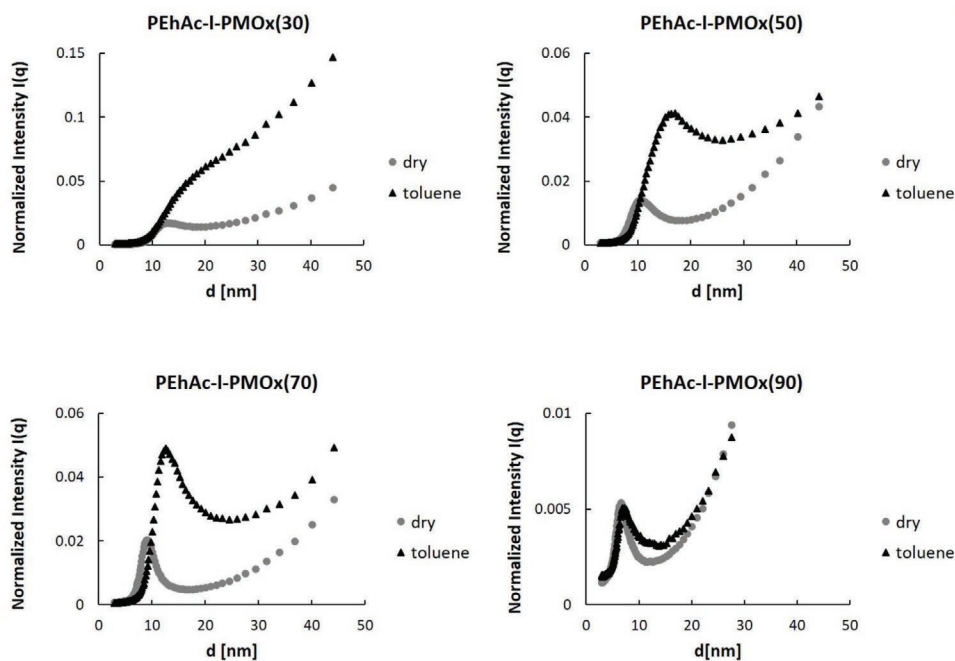 PEhAc-l-PMOx(30)
Normalized Intensity I(q)
0.15
0.1
0.05
0
0 10 20 30 40 50
d [nm]
dry
toluene
PEhAc-l-PMOx(50)
Normalized Intensity I(q)
0.06
0.04
0.02
0
0 10 20 30 40 50
d [nm]
dry
toluene
PEhAc-l-PMOx(70)
Normalized Intensity I(q)
0.06
0.04
0.02
0
0 10 20 30 40 50
d [nm]
dry
toluene
PEhAc-l-PMOx(90)
Normalized Intensity I(q)
0.01
0.005
0
0 10 20 30 40 50
d[nm]
dry
toluene